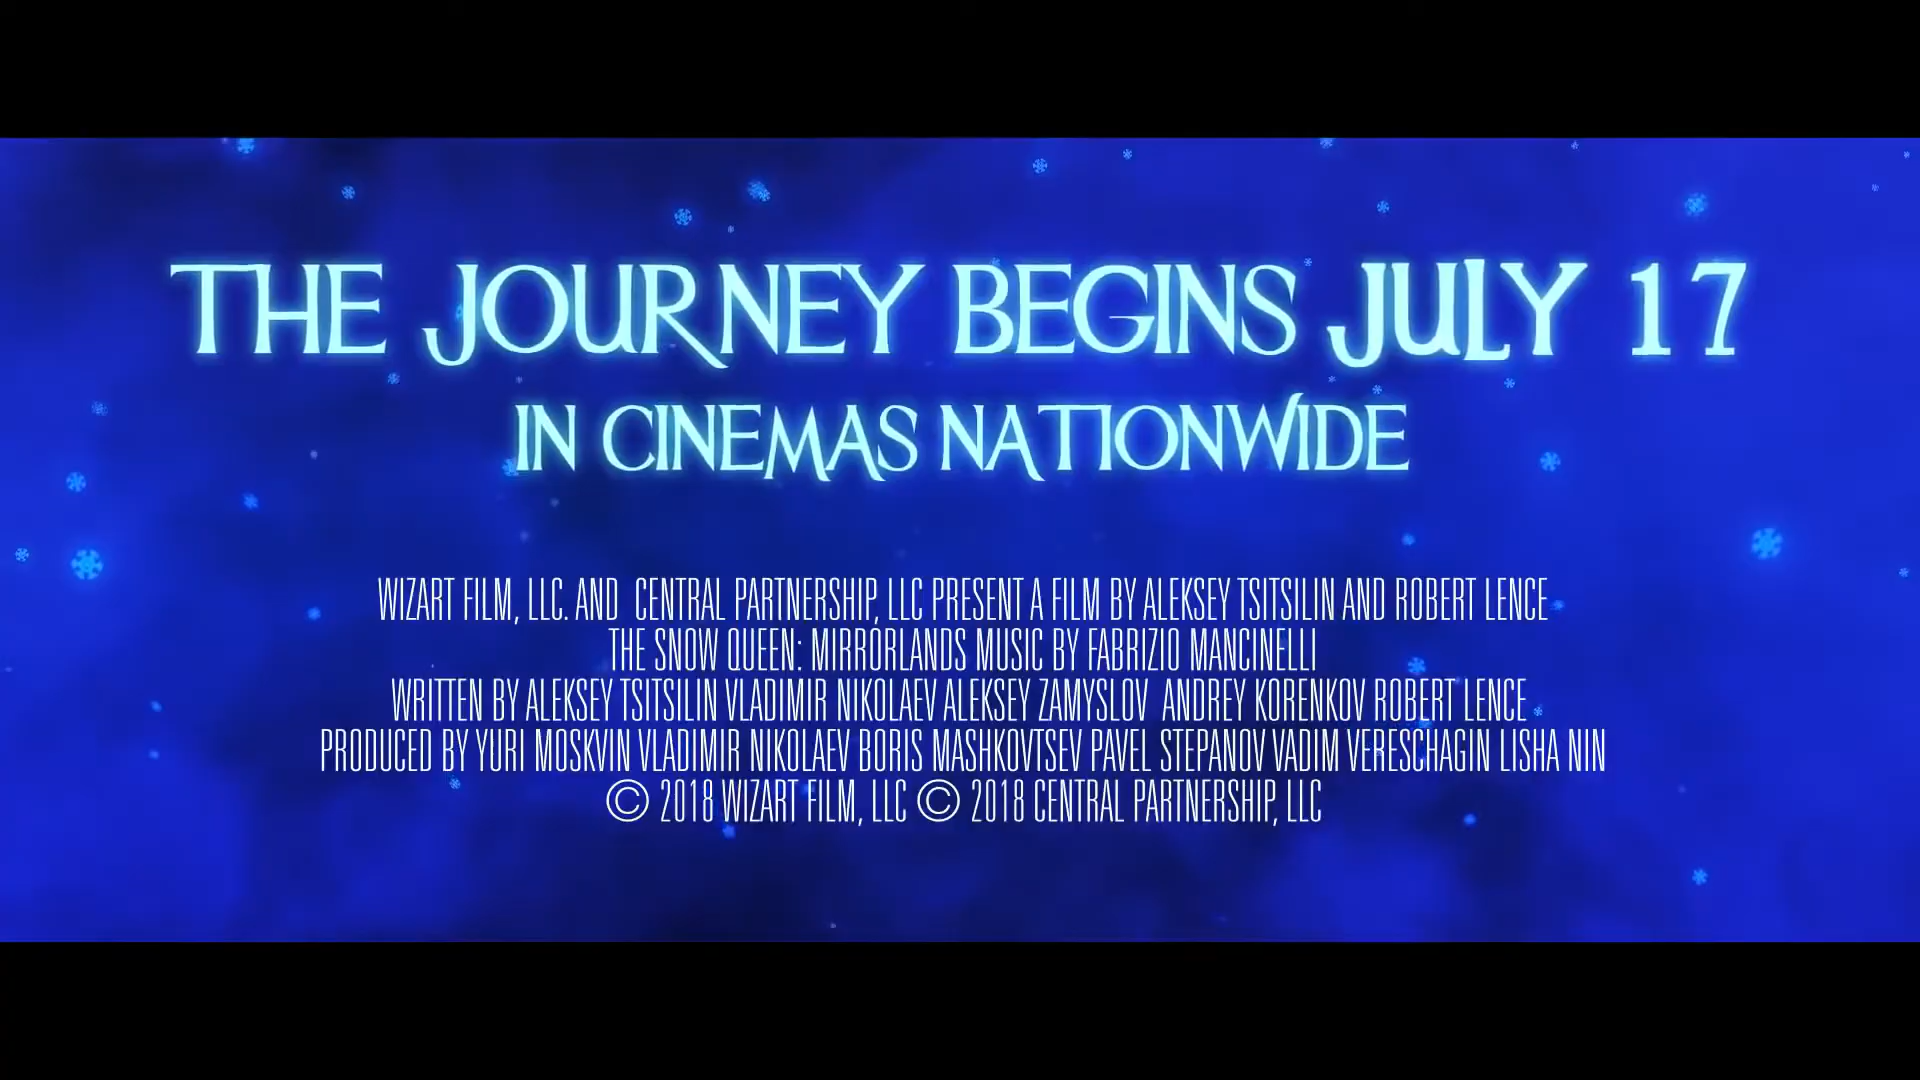 THE JOURNEY BEGINS JULY 17
IN CINEMAS NATIONWIDE
WIZART FILM, LLC. AND CENTRAL PARTNERSHIP, LLC PRESENT A FILM BY ALEKSEY TSITSILIN AND ROBERT LENCE
THE SNOW QUEEN: MIRRORLANDS MUSIC BY FABRIZIO MANCINELLI
WRITTEN BY ALEKSEY TSITSILIN VLADIMIR NIKOLAEV ALEKSEY ZAMYSLOV ANDREY KORENKOV ROBERT LENCE
PRODUCED BY YURI MOSKVIN VLADIMIR NIKOLAEV BORIS MASHKOVTSEV PAVEL STEPANOV VADIM VERESCHAGIN LISHA NIN
© 2018 WIZART FILM, LLC © 2018 CENTRAL PARTNERSHIP, LLC